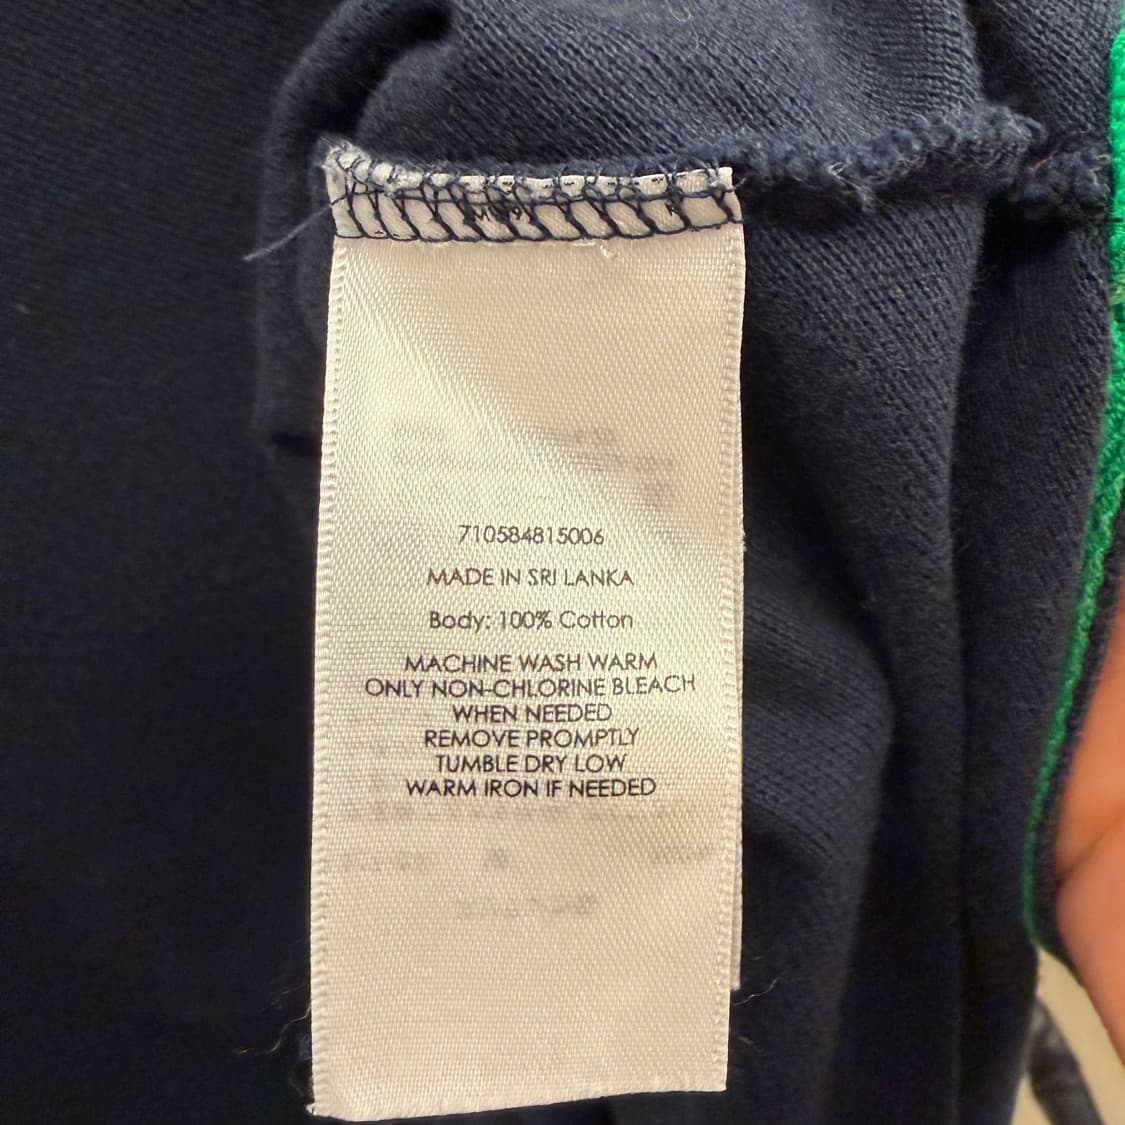 710584815006
MADE IN SRI LANKA
Body: 100% Cotton
MACHINE WASH WARM
ONLY NON-CHLORINE BLEACH
WHEN NEEDED
REMOVE PROMPTLY
TUMBLE DRY LOW
WARM IRON IF NEEDED